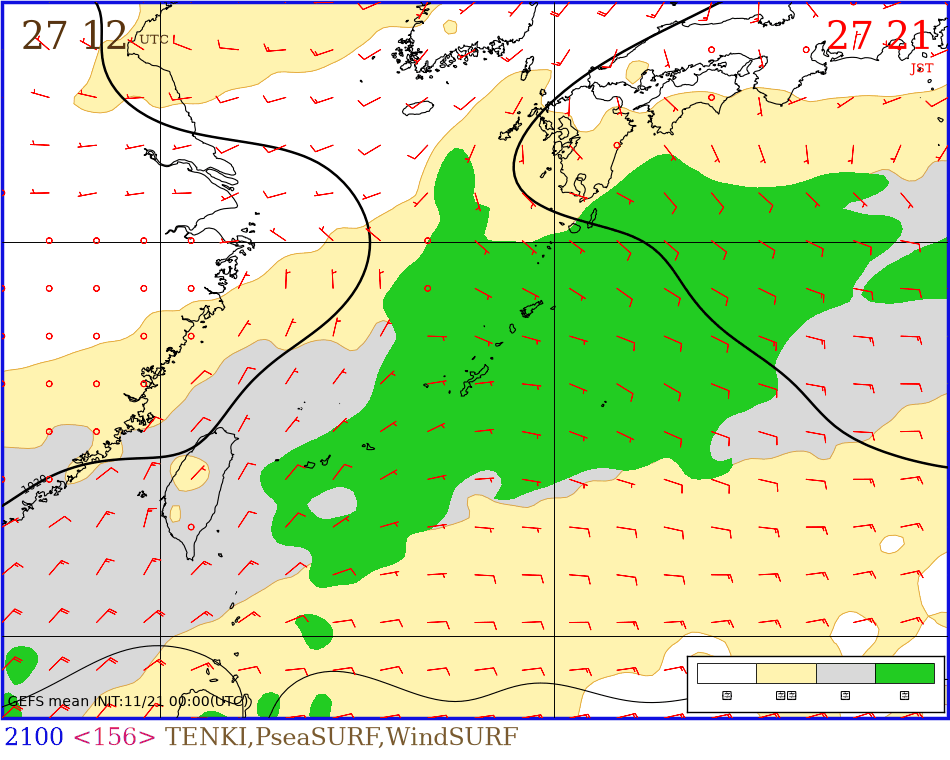 27 12 UTC
27 21
JST
1020
GEFS mean INIT:11/21 00:00(UTC)
2100 <156> TENKI,PseaSURF,WindSURF